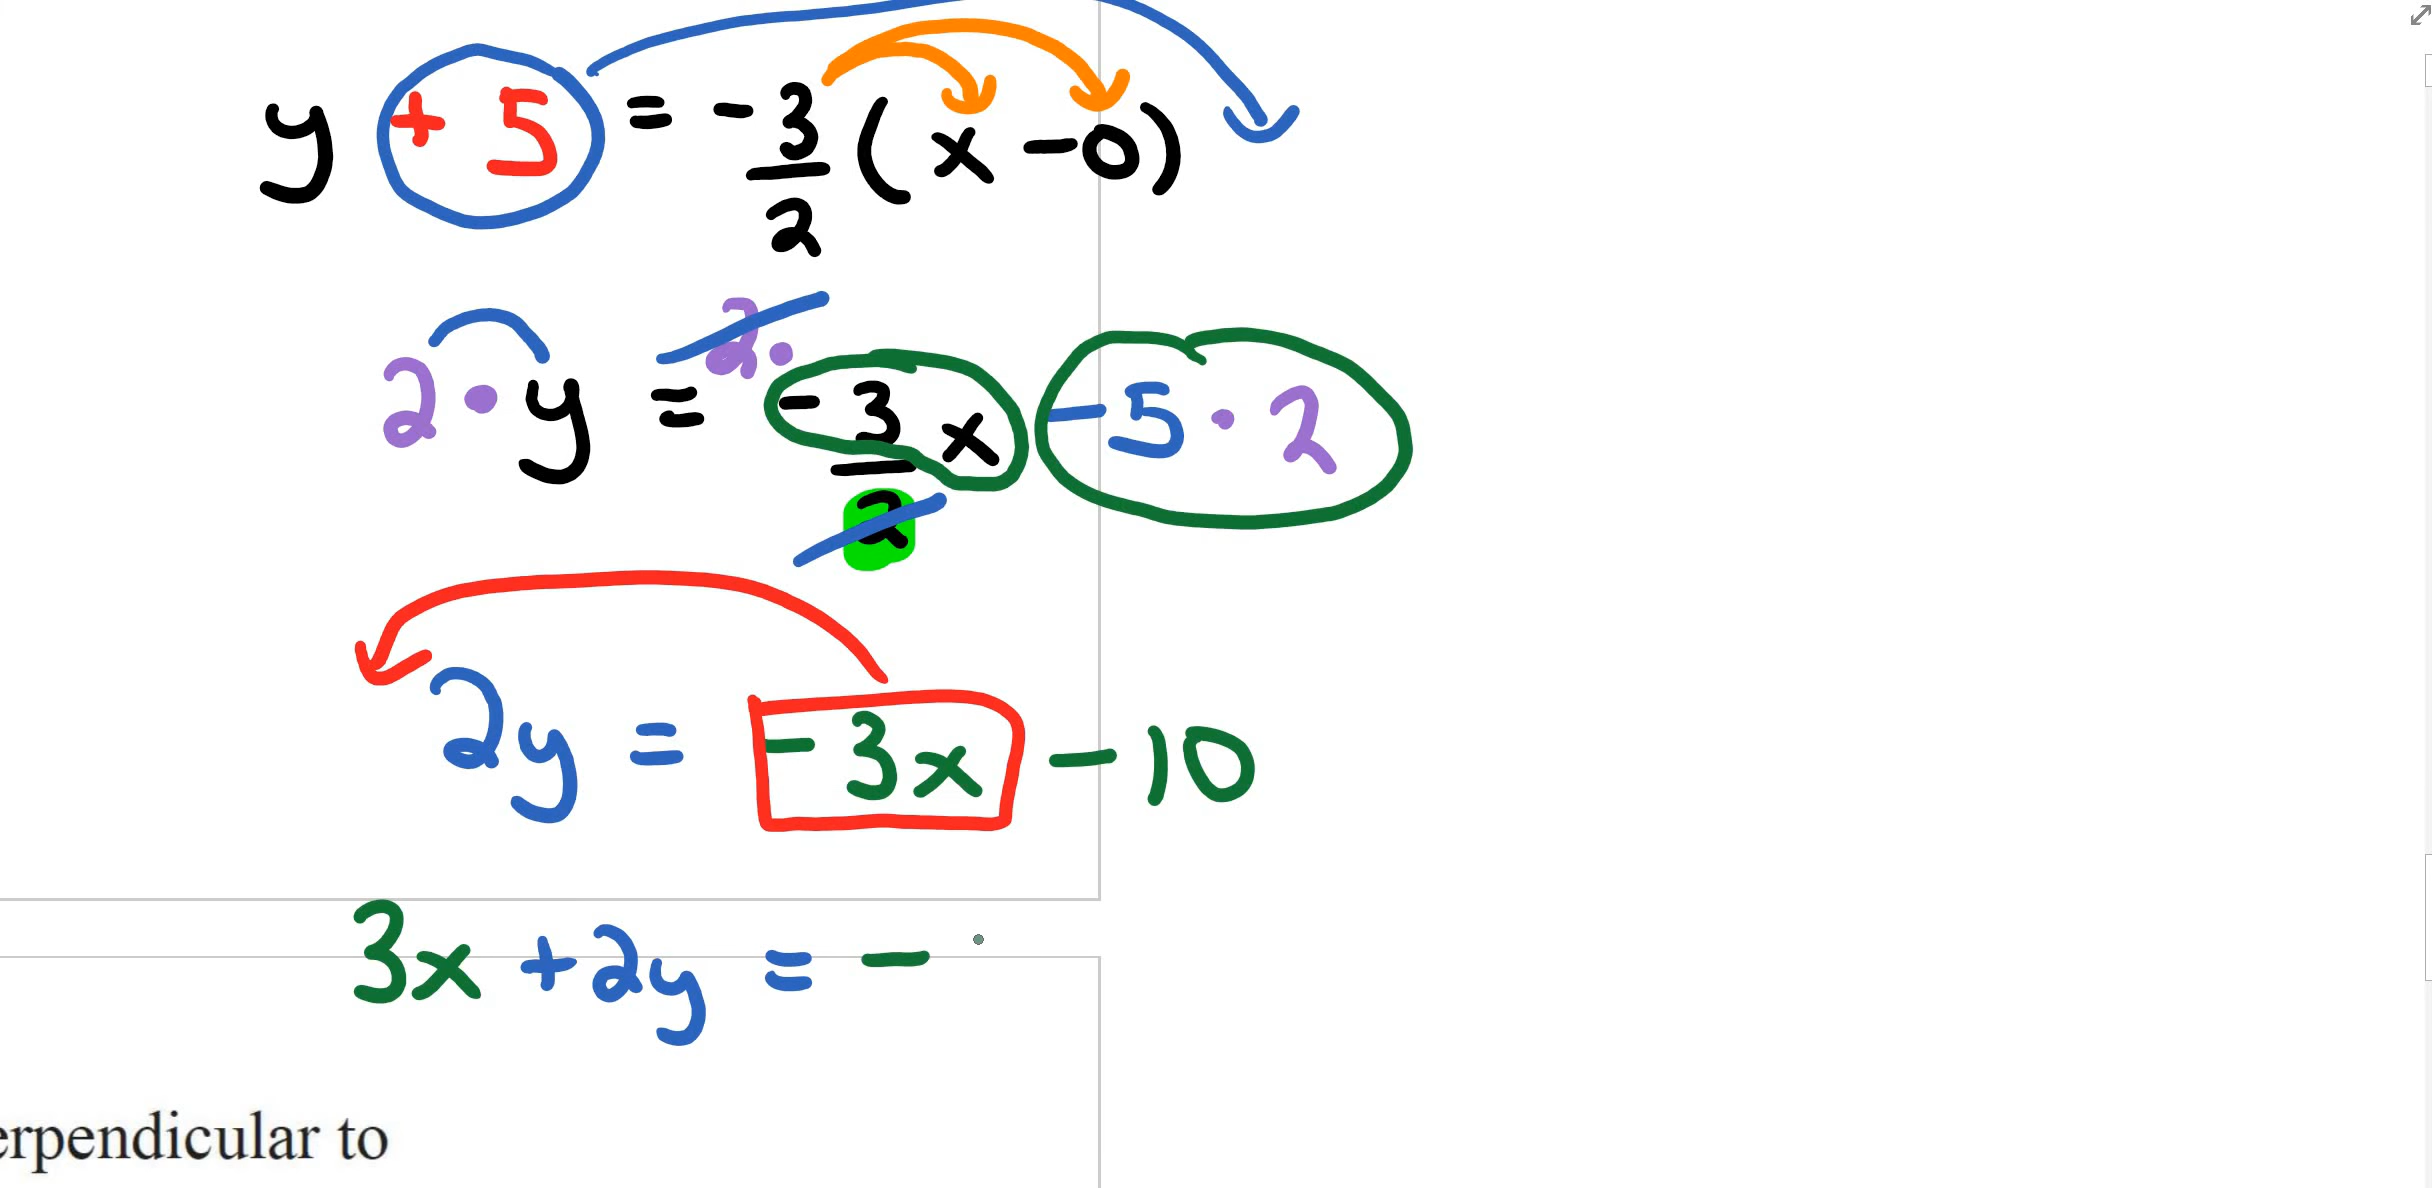 y + 5 = - 3/2 (x - 0)
2 · y = 2 · - 3/2 x - 5 · 2
2y = - 3x - 10
3x + 2y = -
erpendicular to